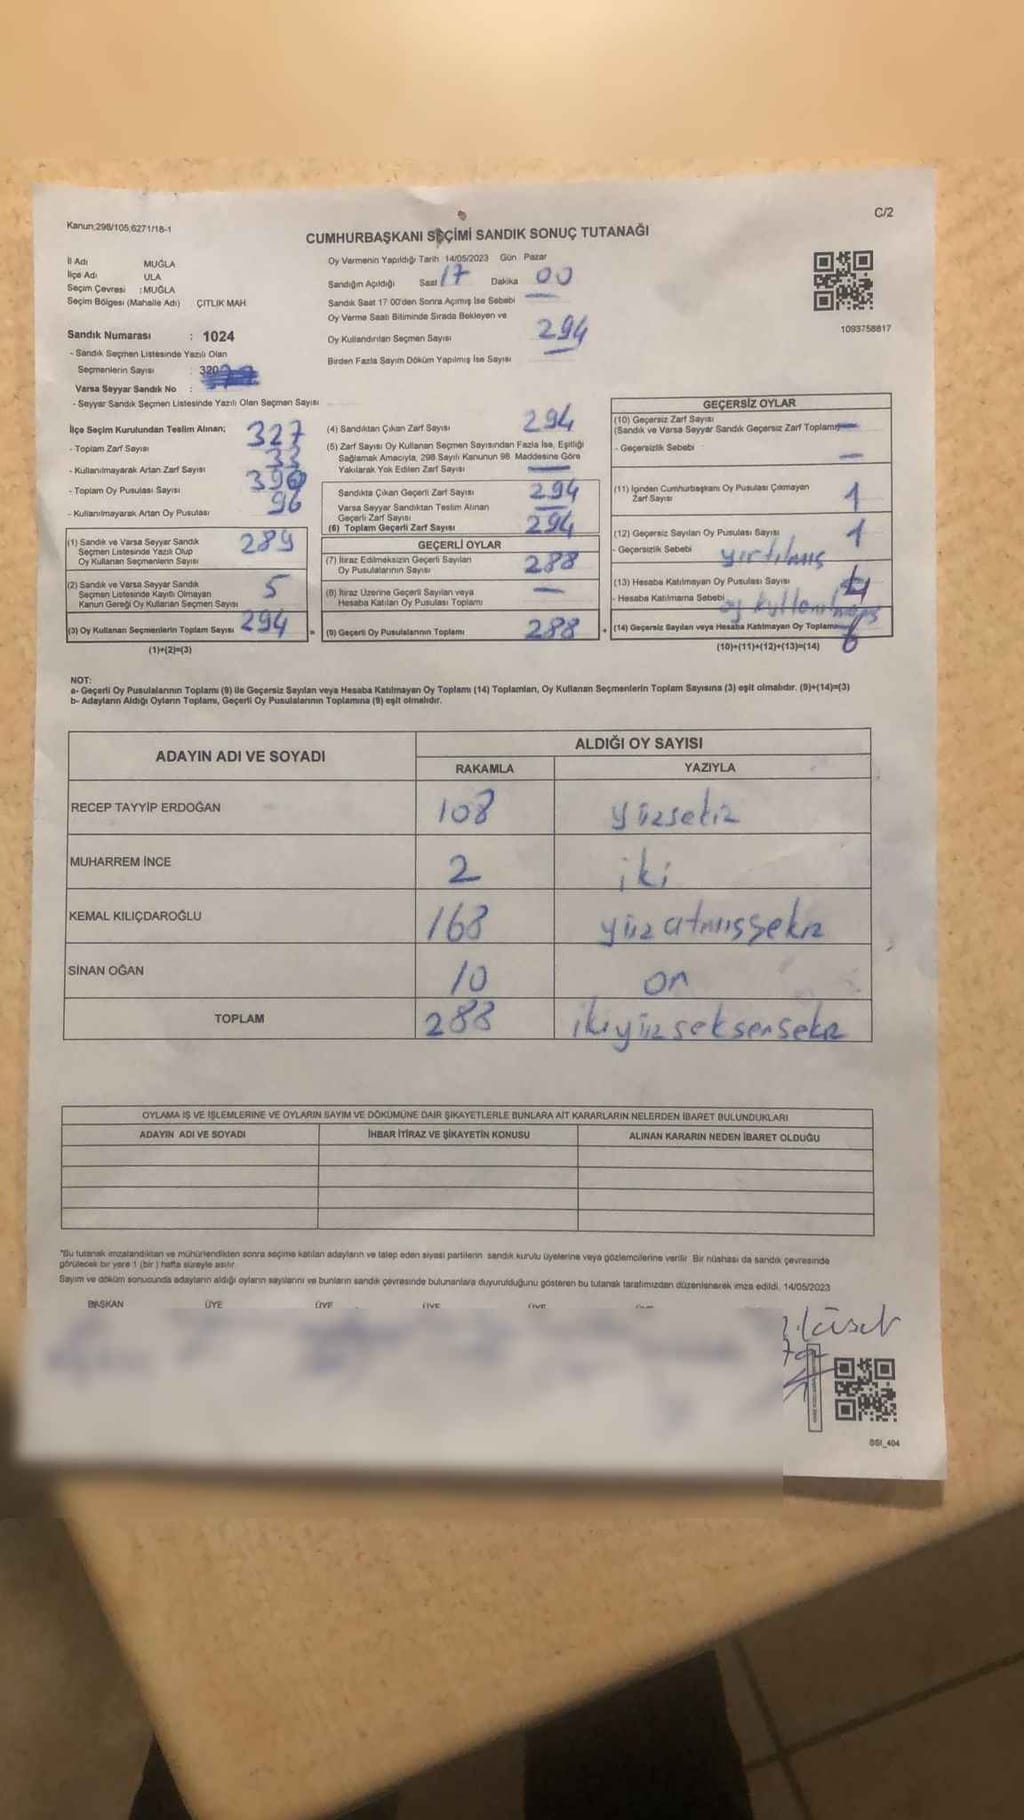 Kanun;298/105,6271/18-1
C/2
CUMHURBAŞKANI SEÇİMİ SANDIK SONUÇ TUTANAĞI
İl Adı MUĞLA
İlçe Adı ULA
Seçim Çevresi : MUĞLA
Seçim Bölgesi (Mahalle Adı) ÇITLIK MAH.
Sandık Numarası : 1024
- Sandık Seçmen Listesinde Yazılı Olan
Seçmenlerin Sayısı : 320
Varsa Seyyar Sandık No :
- Seyyar Sandık Seçmen Listesinde Yazılı Olan Seçmen Sayısı
Oy Vermenin Yapıldığı Tarih 14/05/2023 Gün Pazar
Sandığın Açıldığı Saat 17 Dakika 00
Sandık Saat 17:00'den Sonra Açılmış İse Sebebi —
Oy Verme Saati Bitiminde Sırada Bekleyen ve
Oy Kullandırılan Seçmen Sayısı 294
Birden Fazla Sayım Döküm Yapılmış İse Sayısı —
1093758817
İlçe Seçim Kurulundan Teslim Alınan;
- Toplam Zarf Sayısı 327
- Kullanılmayarak Artan Zarf Sayısı 33
- Toplam Oy Pusulası Sayısı 390
- Kullanılmayarak Artan Oy Pusulası 96
(1) Sandık ve Varsa Seyyar Sandık
Seçmen Listesinde Yazılı Olup
Oy Kullanan Seçmenlerin Sayısı 289
(2) Sandık ve Varsa Seyyar Sandık
Seçmen Listesinde Kayıtlı Olmayan
Kanun Gereği Oy Kullanan Seçmen Sayısı 5
(3) Oy Kullanan Seçmenlerin Toplam Sayısı 294
(1)+(2)=(3)
(4) Sandıktan Çıkan Zarf Sayısı 294
(5) Zarf Sayısı Oy Kullanan Seçmen Sayısından Fazla İse, Eşitliği
Sağlamak Amacıyla, 298 Sayılı Kanunun 98. Maddesine Göre
Yakılarak Yok Edilen Zarf Sayısı —
Sandıkta Çıkan Geçerli Zarf Sayısı 294
Varsa Seyyar Sandıktan Teslim Alınan
Geçerli Zarf Sayısı —
(6) Toplam Geçerli Zarf Sayısı 294
GEÇERLİ OYLAR
(7) İtiraz Edilmeksizin Geçerli Sayılan
Oy Pusulalarının Sayısı 288
(8) İtiraz Üzerine Geçerli Sayılan veya
Hesaba Katılan Oy Pusulası Toplamı —
= (9) Geçerli Oy Pusulalarının Toplamı 288 +
GEÇERSİZ OYLAR
(10) Geçersiz Zarf Sayısı
(Sandık ve Varsa Seyyar Sandık Geçersiz Zarf Toplamı) —
- Geçersizlik Sebebi —
(11) İçinden Cumhurbaşkanı Oy Pusulası Çıkmayan
Zarf Sayısı 1
(12) Geçersiz Sayılan Oy Pusulası Sayısı 1
- Geçersizlik Sebebi yırtılmış
(13) Hesaba Katılmayan Oy Pusulası Sayısı 4
- Hesaba Katılmama Sebebi oy kullanılmamış
(14) Geçersiz Sayılan veya Hesaba Katılmayan Oy Toplamı 6
(10)+(11)+(12)+(13)=(14)
NOT:
a- Geçerli Oy Pusulalarının Toplamı (9) ile Geçersiz Sayılan veya Hesaba Katılmayan Oy Toplamı (14) Toplamları, Oy Kullanan Seçmenlerin Toplam Sayısına (3) eşit olmalıdır. (9)+(14)=(3)
b- Adayların Aldığı Oyların Toplamı, Geçerli Oy Pusulalarının Toplamına (9) eşit olmalıdır.
ADAYIN ADI VE SOYADI ALDIĞI OY SAYISI
RAKAMLA YAZIYLA
RECEP TAYYİP ERDOĞAN 108 yüzsekiz
MUHARREM İNCE 2 iki
KEMAL KILIÇDAROĞLU 168 yüz atmışsekiz
SİNAN OĞAN 10 on
TOPLAM 288 ikiyüz seksensekiz
OYLAMA İŞ VE İŞLEMLERİNE VE OYLARIN SAYIM VE DÖKÜMÜNE DAİR ŞİKAYETLERLE BUNLARA AİT KARARLARIN NELERDEN İBARET BULUNDUKLARI
ADAYIN ADI VE SOYADI İHBAR İTİRAZ VE ŞİKAYETİN KONUSU ALINAN KARARIN NEDEN İBARET OLDUĞU
*Bu tutanak imzalandıktan ve mühürlendikten sonra seçime katılan adayların ve talep eden siyasi partilerin sandık kurulu üyelerine veya gözlemcilerine verilir. Bir nüshası da sandık çevresinde
görülecek bir yere 1 (bir) hafta süreyle asılır.
Sayım ve döküm sonucunda adayların aldığı oyların sayılarını ve bunların sandık çevresinde bulunanlara duyurulduğunu gösteren bu tutanak tarafımızdan düzenlenerek imza edildi. 14/05/2023
BAŞKAN ÜYE ÜYE ÜYE ÜYE
BSI_404